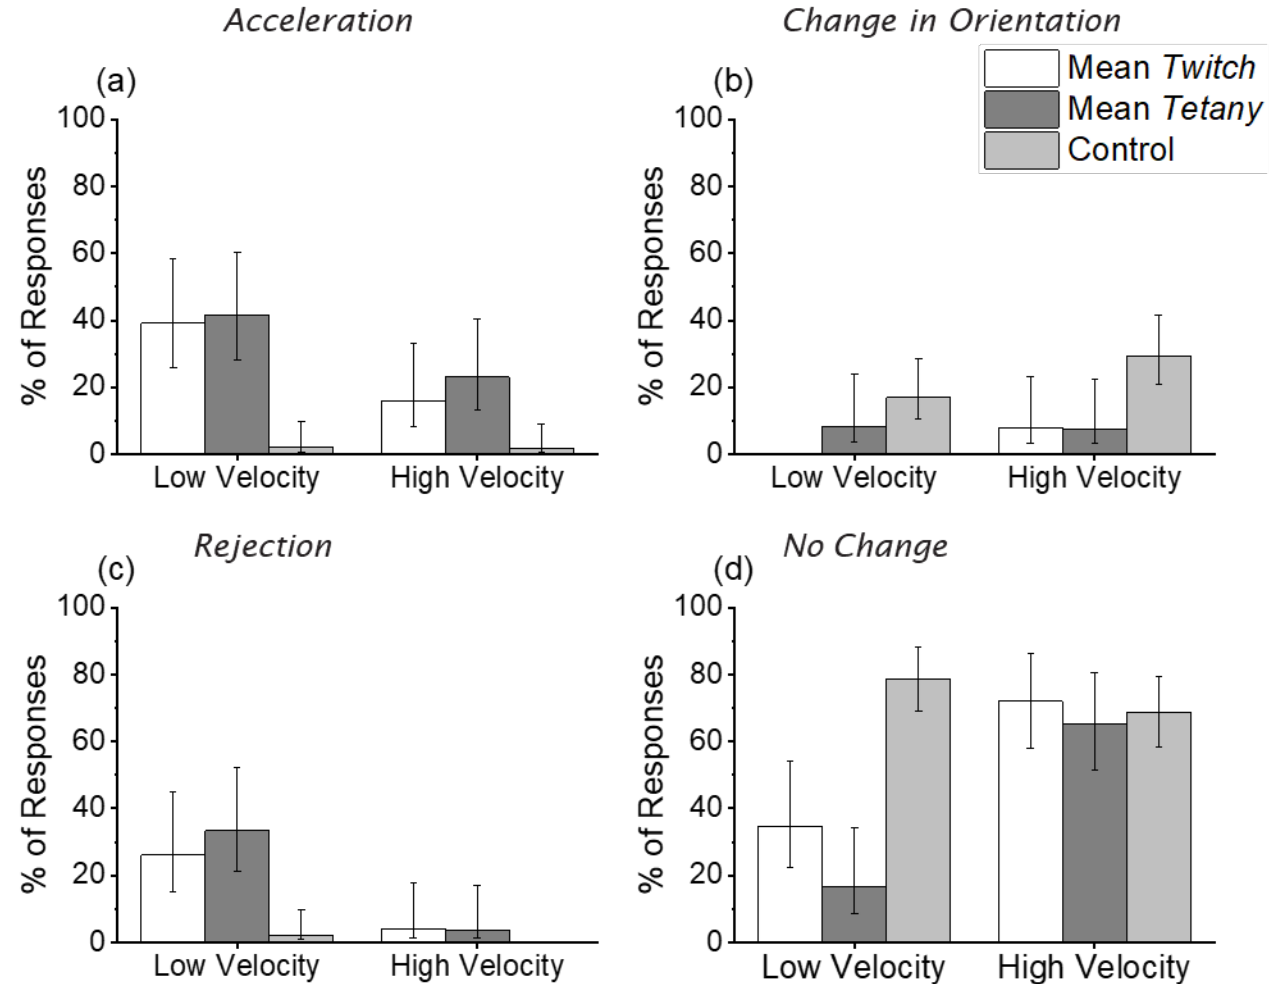 Acceleration
Change in Orientation
(a)
(b)
Mean Twitch
Mean Tetany
Control
% of Responses
100
80
60
40
20
0
Low Velocity
High Velocity
% of Responses
100
80
60
40
20
0
Low Velocity
High Velocity
Rejection
No Change
(c)
(d)
% of Responses
100
80
60
40
20
0
Low Velocity
High Velocity
% of Responses
100
80
60
40
20
0
Low Velocity
High Velocity